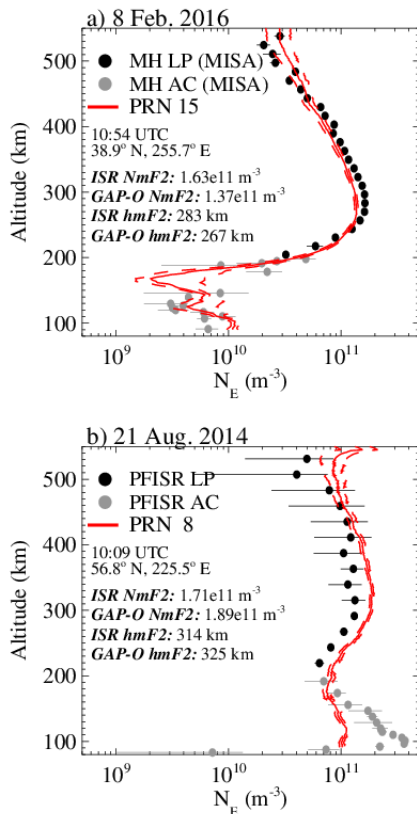 a) 8 Feb. 2016
500
400
300
200
100
Altitude (km)
MH LP (MISA)
MH AC (MISA)
PRN 15
10:54 UTC
38.9° N, 255.7° E
ISR NmF2: 1.63e11 m⁻³
GAP-O NmF2: 1.37e11 m⁻³
ISR hmF2: 283 km
GAP-O hmF2: 267 km
10⁹ 10¹⁰ 10¹¹
N_E (m⁻³)
b) 21 Aug. 2014
500
400
300
200
100
Altitude (km)
PFISR LP
PFISR AC
PRN 8
10:09 UTC
56.8° N, 225.5° E
ISR NmF2: 1.71e11 m⁻³
GAP-O NmF2: 1.89e11 m⁻³
ISR hmF2: 314 km
GAP-O hmF2: 325 km
10⁹ 10¹⁰ 10¹¹
N_E (m⁻³)